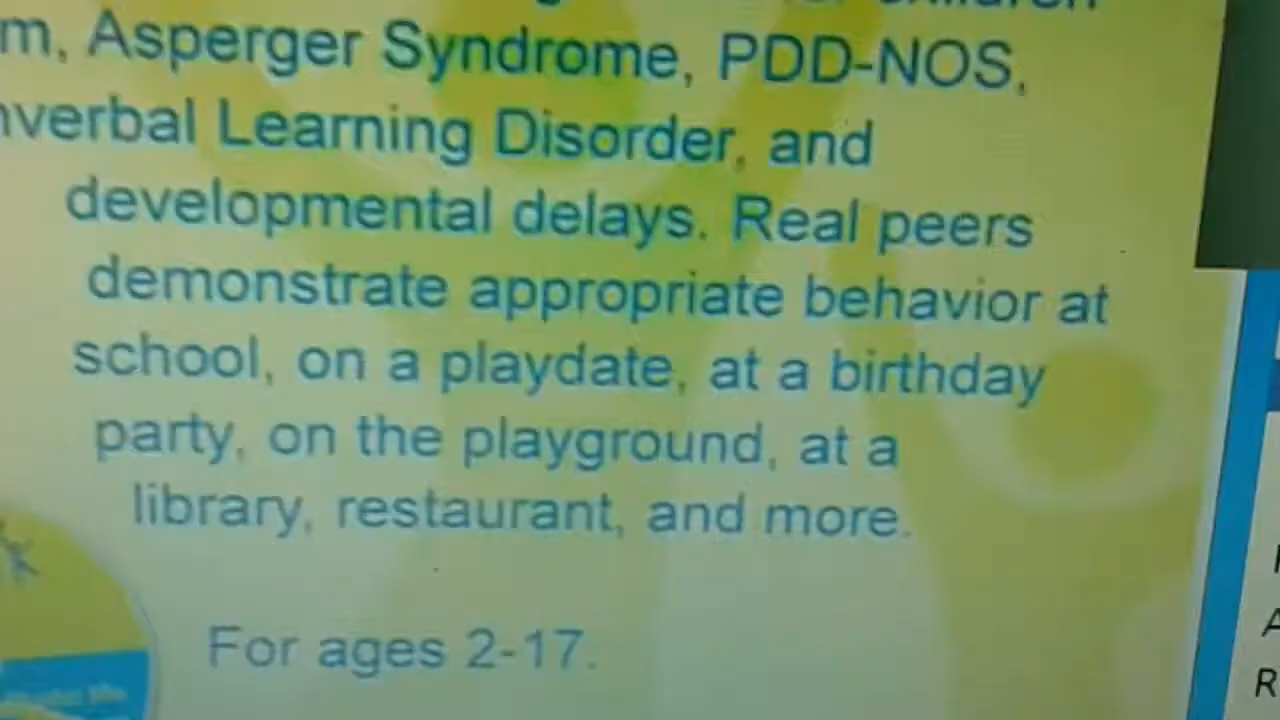 children
m, Asperger Syndrome, PDD-NOS,
nverbal Learning Disorder, and
developmental delays. Real peers
demonstrate appropriate behavior at
school, on a playdate, at a birthday
party, on the playground, at a
library, restaurant, and more.
For ages 2-17.
A
R